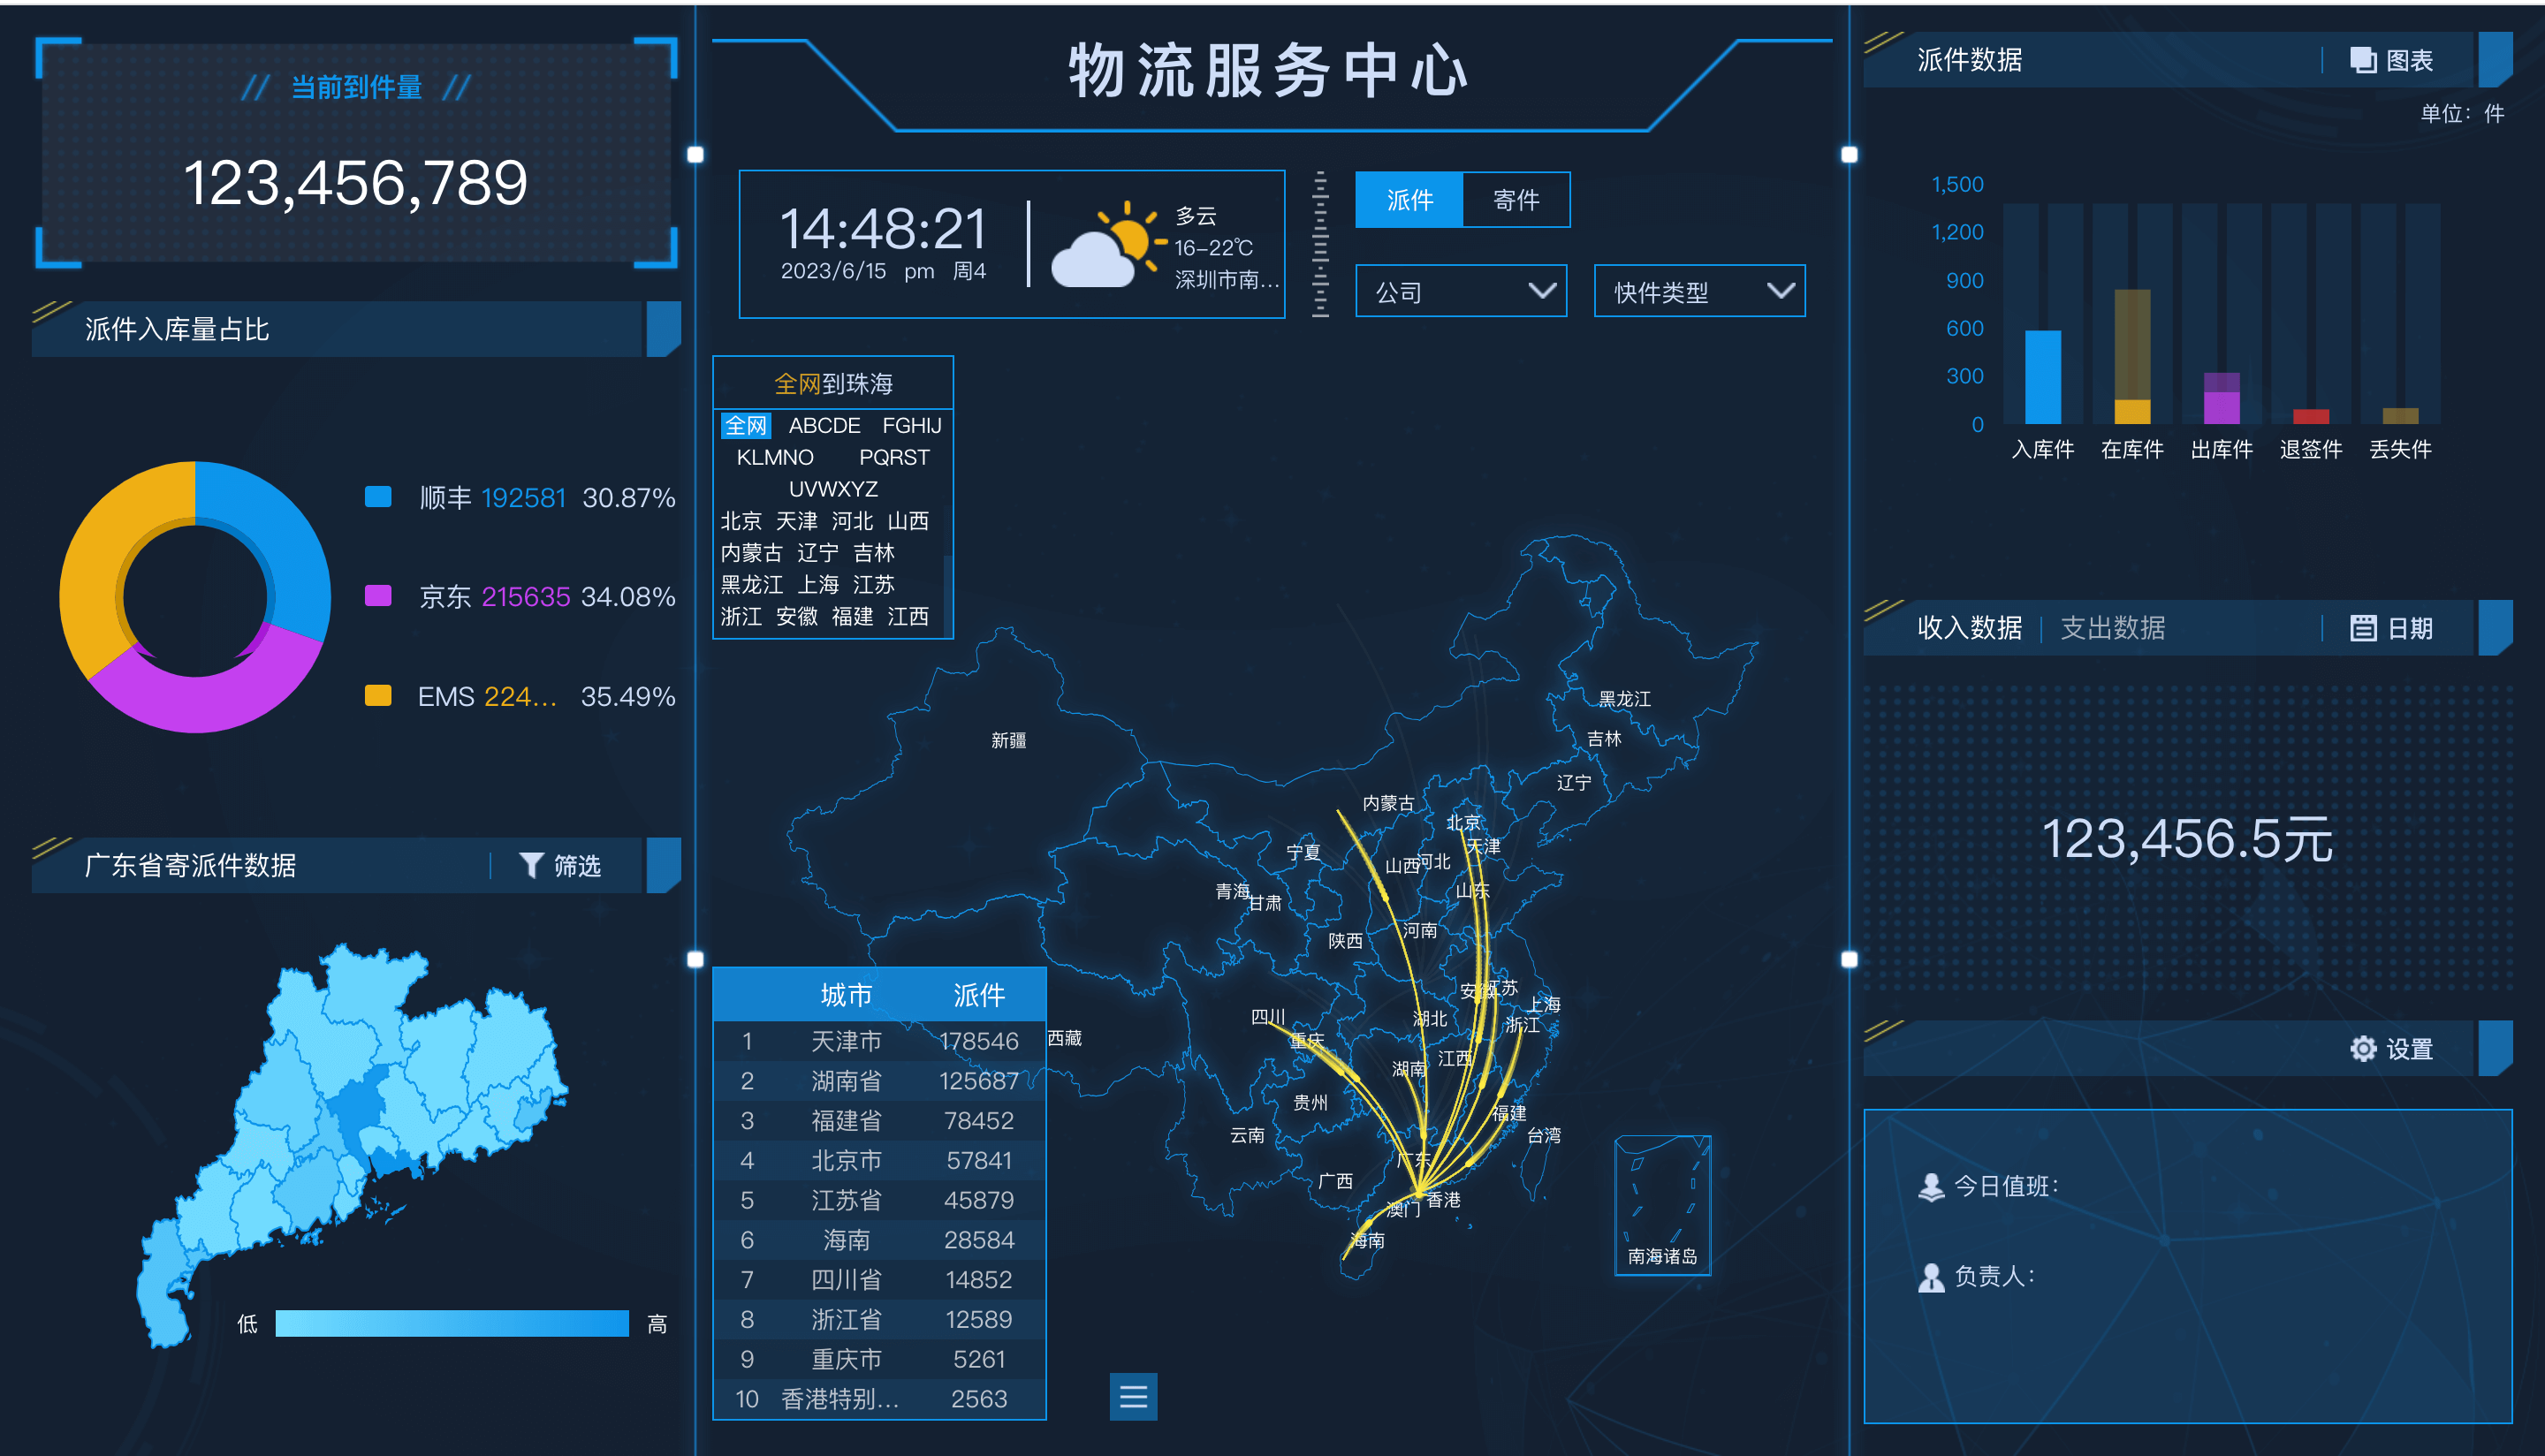 // 当前到件量 //
123,456,789
派件入库量占比
顺丰 192581 30.87%
京东 215635 34.08%
EMS 224... 35.49%
广东省寄派件数据
筛选
低 高
物流服务中心
14:48:21
2023/6/15 pm 周4
多云
16-22℃
深圳市南...
派件 寄件
公司 快件类型
全网到珠海
全网 ABCDE FGHIJ
KLMNO PQRST
UVWXYZ
北京 天津 河北 山西
内蒙古 辽宁 吉林
黑龙江 上海 江苏
浙江 安徽 福建 江西
黑龙江
新疆
吉林
辽宁
内蒙古
北京
天津
宁夏
山西
河北
青海
甘肃
山东
河南
陕西
安徽
江苏
上海
四川
湖北
浙江
重庆
西藏
江西
湖南
贵州
福建
云南
台湾
广东
广西
香港
澳门
海南
南海诸岛
城市 派件
1 天津市 178546
2 湖南省 125687
3 福建省 78452
4 北京市 57841
5 江苏省 45879
6 海南 28584
7 四川省 14852
8 浙江省 12589
9 重庆市 5261
10 香港特别... 2563
派件数据
图表
单位：件
1,500
1,200
900
600
300
0
入库件 在库件 出库件 退签件 丢失件
收入数据 支出数据
日期
123,456.5元
设置
今日值班：
负责人：